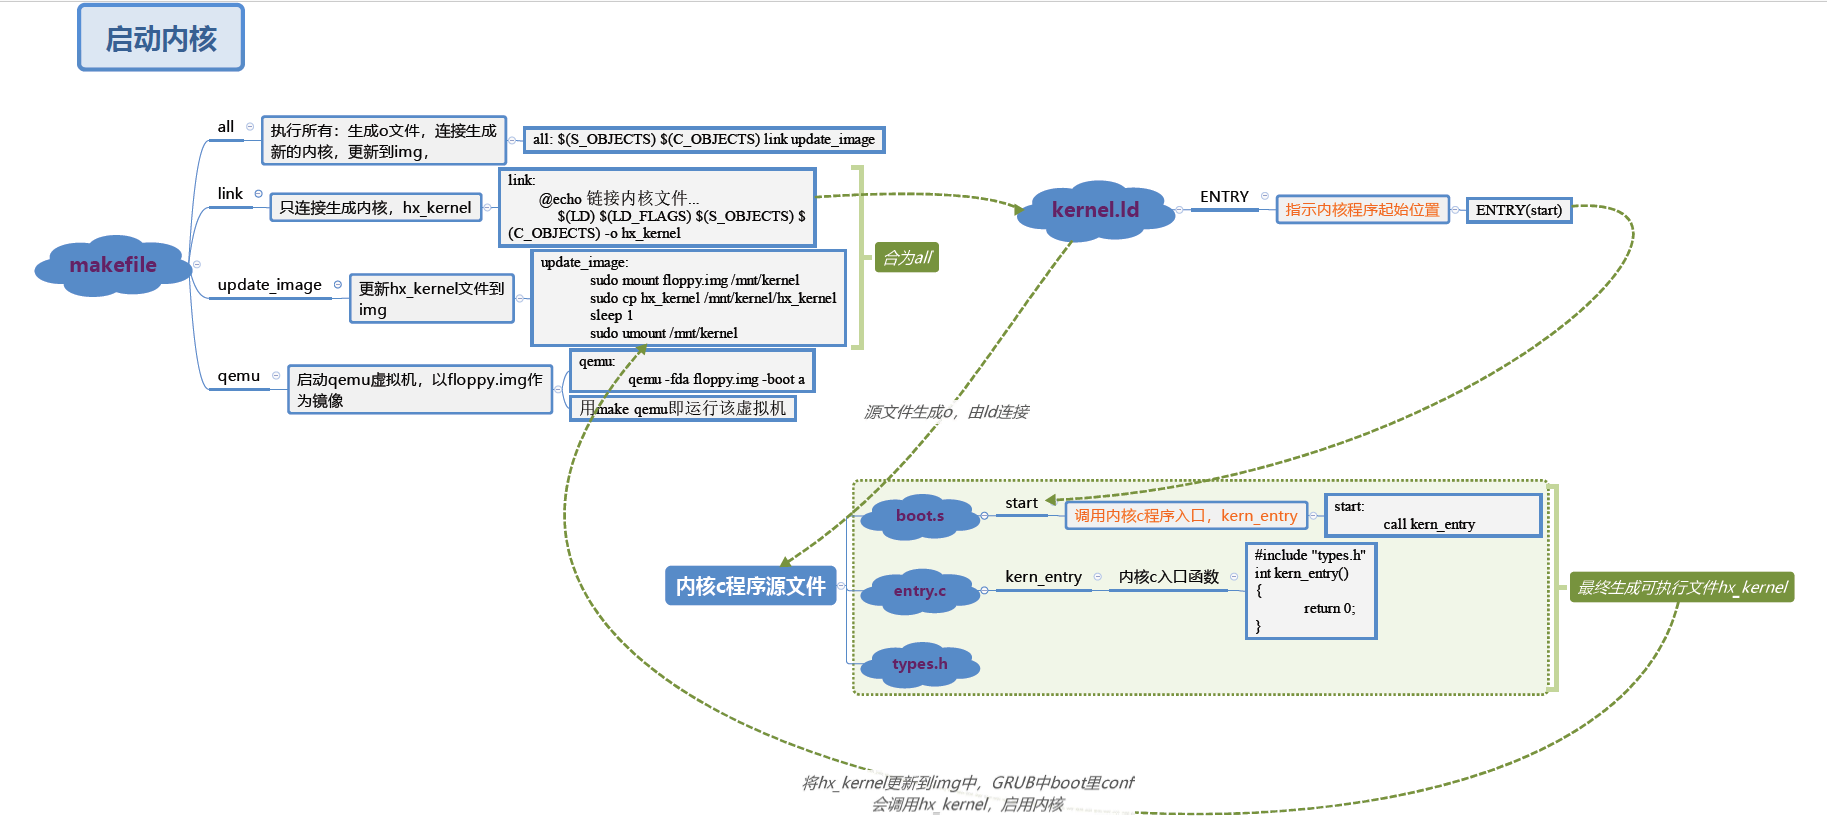 启动内核
makefile
all
执行所有：生成o文件，连接生成
新的内核，更新到img，
all: $(S_OBJECTS) $(C_OBJECTS) link update_image
link
只连接生成内核，hx_kernel
link:
@echo 链接内核文件...
$(LD) $(LD_FLAGS) $(S_OBJECTS) $
(C_OBJECTS) -o hx_kernel
update_image
更新hx_kernel文件到
img
update_image:
sudo mount floppy.img /mnt/kernel
sudo cp hx_kernel /mnt/kernel/hx_kernel
sleep 1
sudo umount /mnt/kernel
合为all
qemu
启动qemu虚拟机，以floppy.img作
为镜像
qemu:
qemu -fda floppy.img -boot a
用make qemu即运行该虚拟机
kernel.ld
ENTRY
指示内核程序起始位置
ENTRY(start)
源文件生成o，由ld连接
内核c程序源文件
boot.s
start
调用内核c程序入口，kern_entry
start:
call kern_entry
entry.c
kern_entry
内核c入口函数
#include "types.h"
int kern_entry()
{
return 0;
}
types.h
最终生成可执行文件hx_kernel
将hx_kernel更新到img中，GRUB中boot里conf
会调用hx_kernel，启用内核